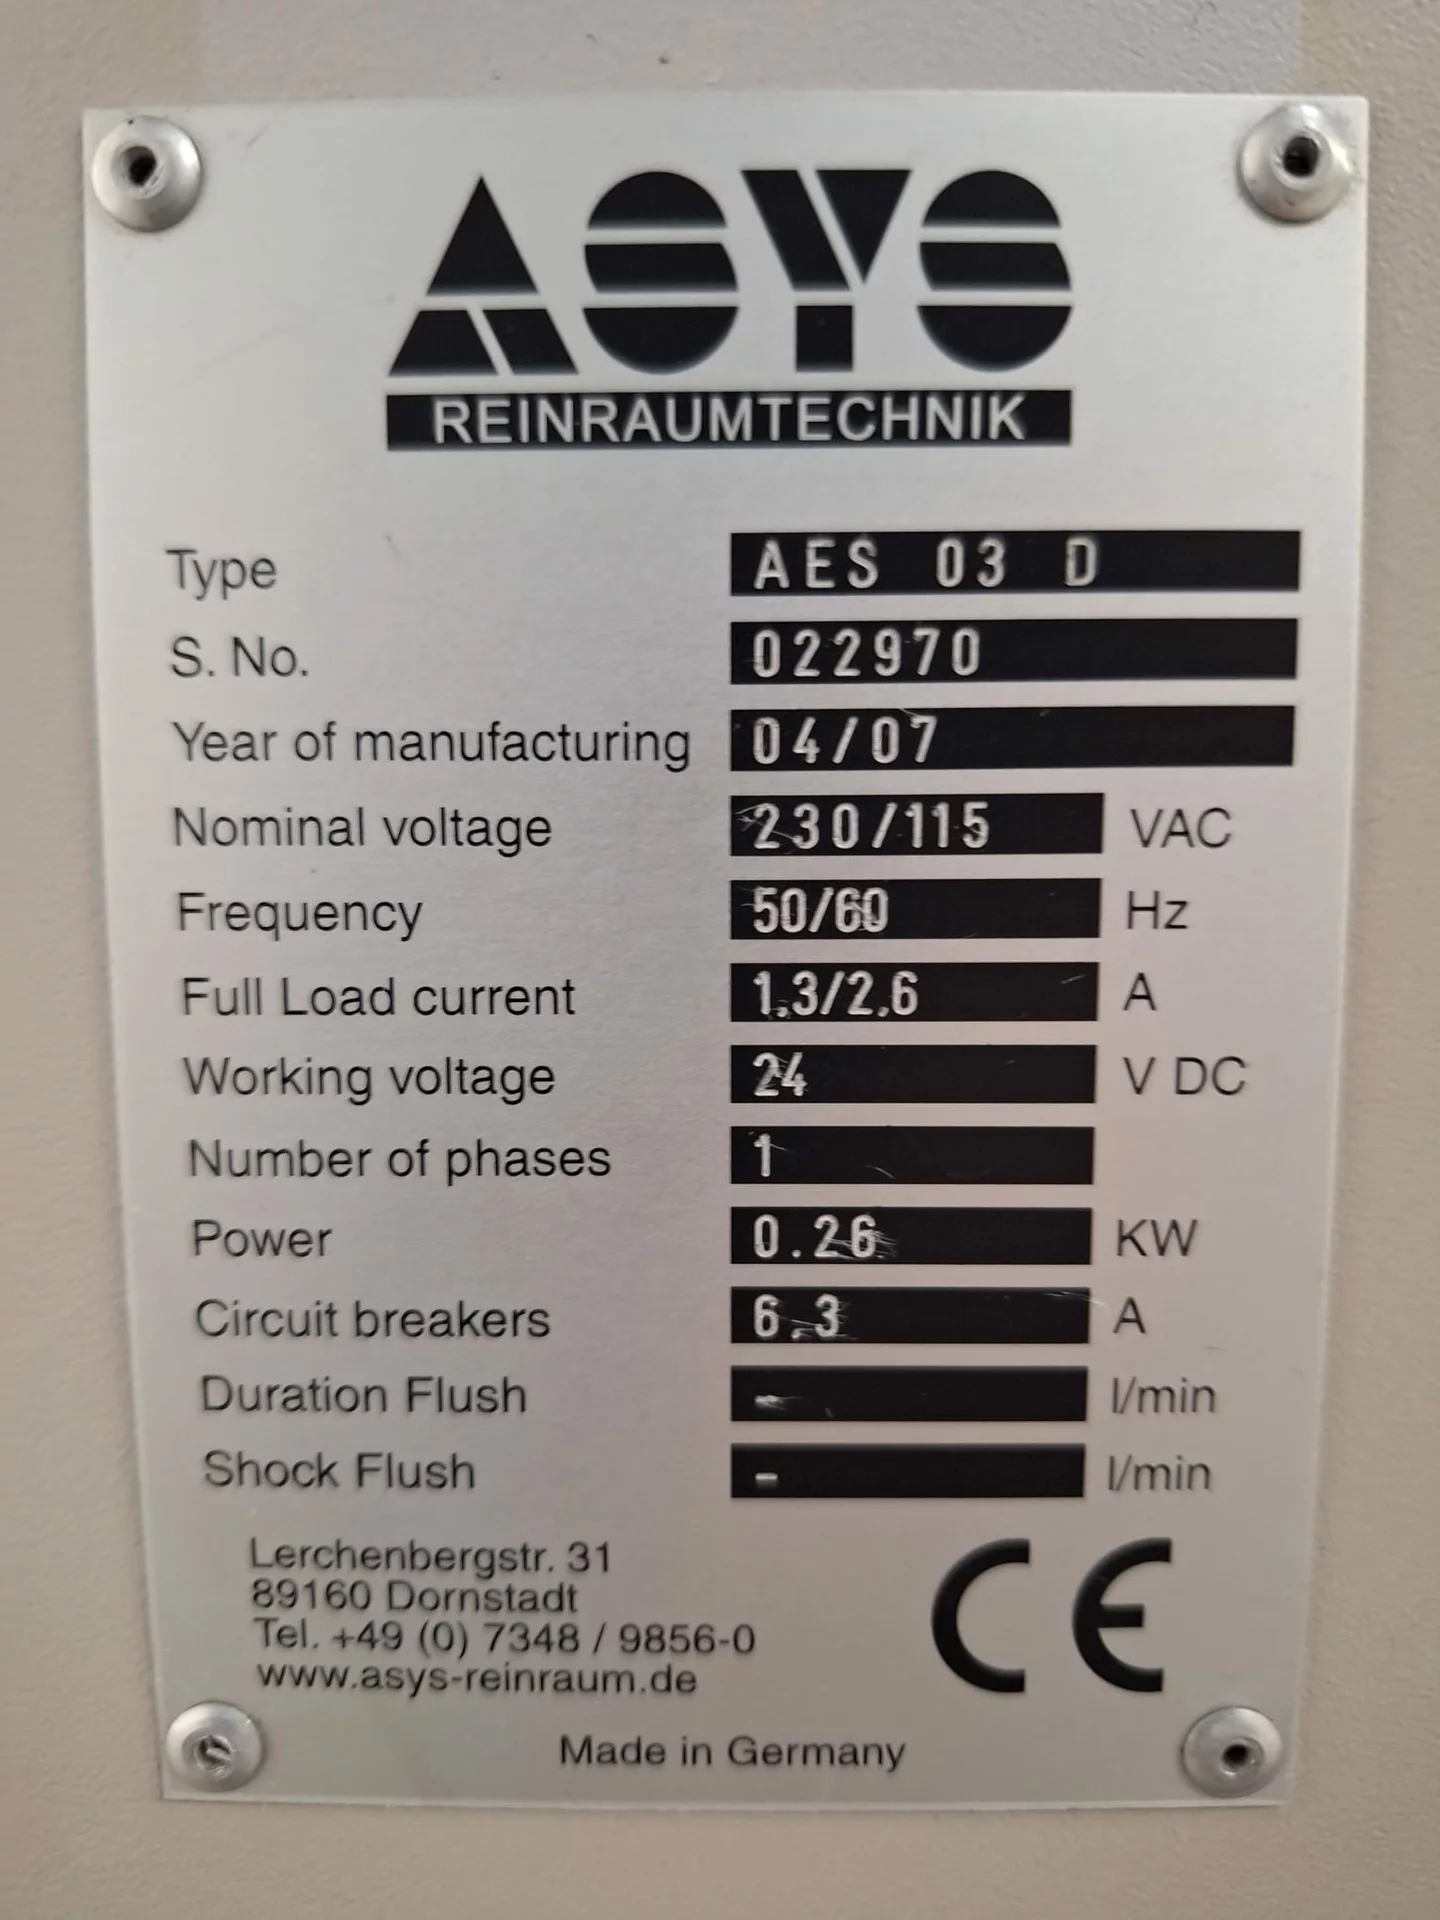 ASYS
REINRAUMTECHNIK
Type AES 03 D
S. No. 022970
Year of manufacturing 04/07
Nominal voltage 230/115 VAC
Frequency 50/60 Hz
Full Load current 1.3/2.6 A
Working voltage 24 V DC
Number of phases 1
Power 0.26 KW
Circuit breakers 6.3 A
Duration Flush - l/min
Shock Flush - l/min
Lerchenbergstr. 31
89160 Dornstadt
Tel. +49 (0) 7348 / 9856-0
www.asys-reinraum.de
CE
Made in Germany